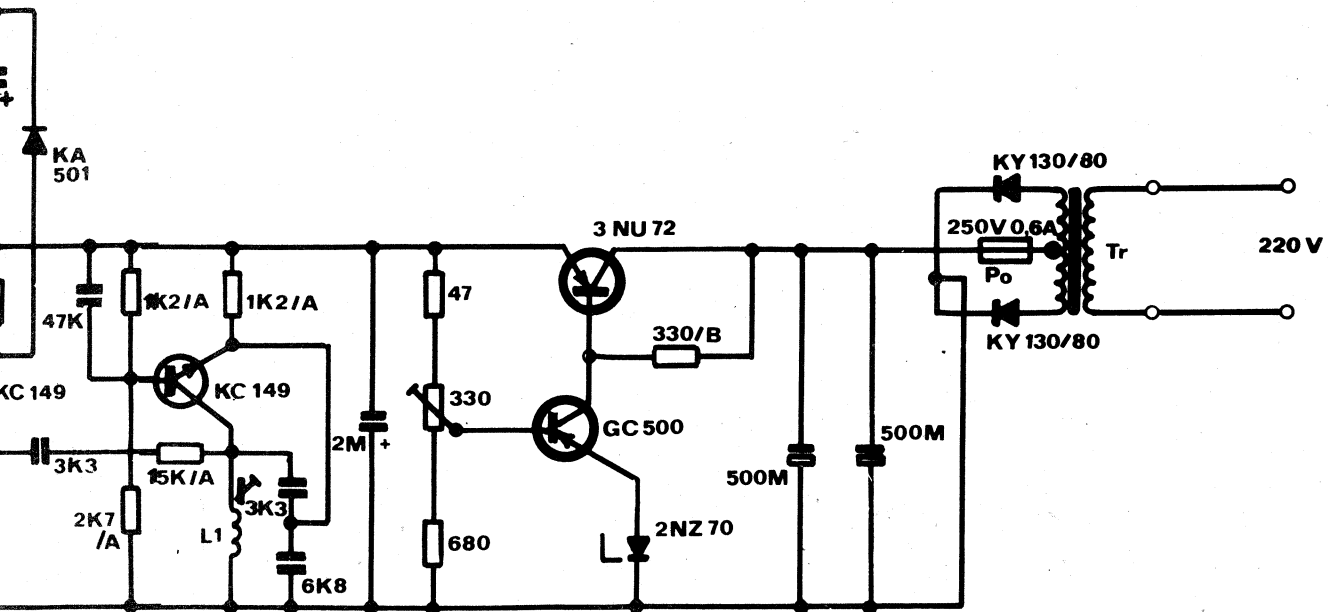 +
KA
501
47K
1K2/A
1K2/A
KC 149
KC 149
3K3
15K/A
2K7
/A
L1
3K3
6K8
2M +
47
330
680
3 NU 72
330/B
GC 500
2NZ 70
500M
500M
KY 130/80
250V 0,6A
Po
KY 130/80
Tr
220 V